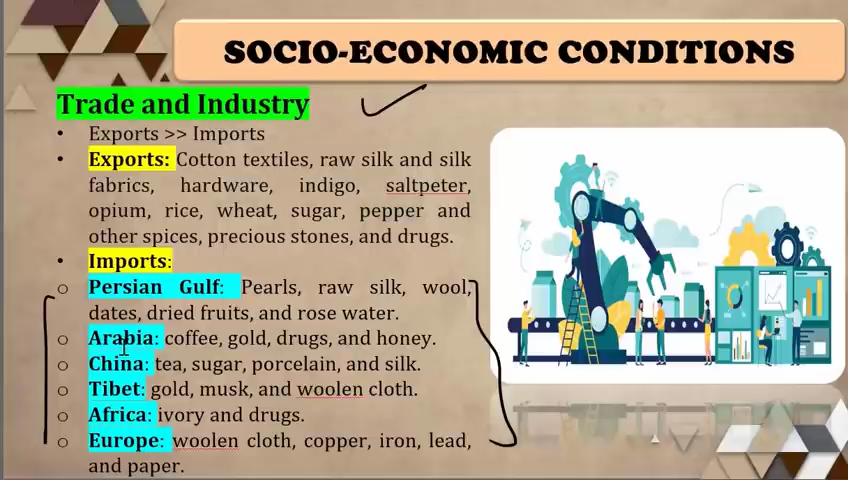 SOCIO-ECONOMIC CONDITIONS
Trade and Industry
• Exports >> Imports
• Exports: Cotton textiles, raw silk and silk
fabrics, hardware, indigo, saltpeter,
opium, rice, wheat, sugar, pepper and
other spices, precious stones, and drugs.
• Imports:
o Persian Gulf: Pearls, raw silk, wool,
dates, dried fruits, and rose water.
o Arabia: coffee, gold, drugs, and honey.
o China: tea, sugar, porcelain, and silk.
o Tibet: gold, musk, and woolen cloth.
o Africa: ivory and drugs.
o Europe: woolen cloth, copper, iron, lead,
and paper.